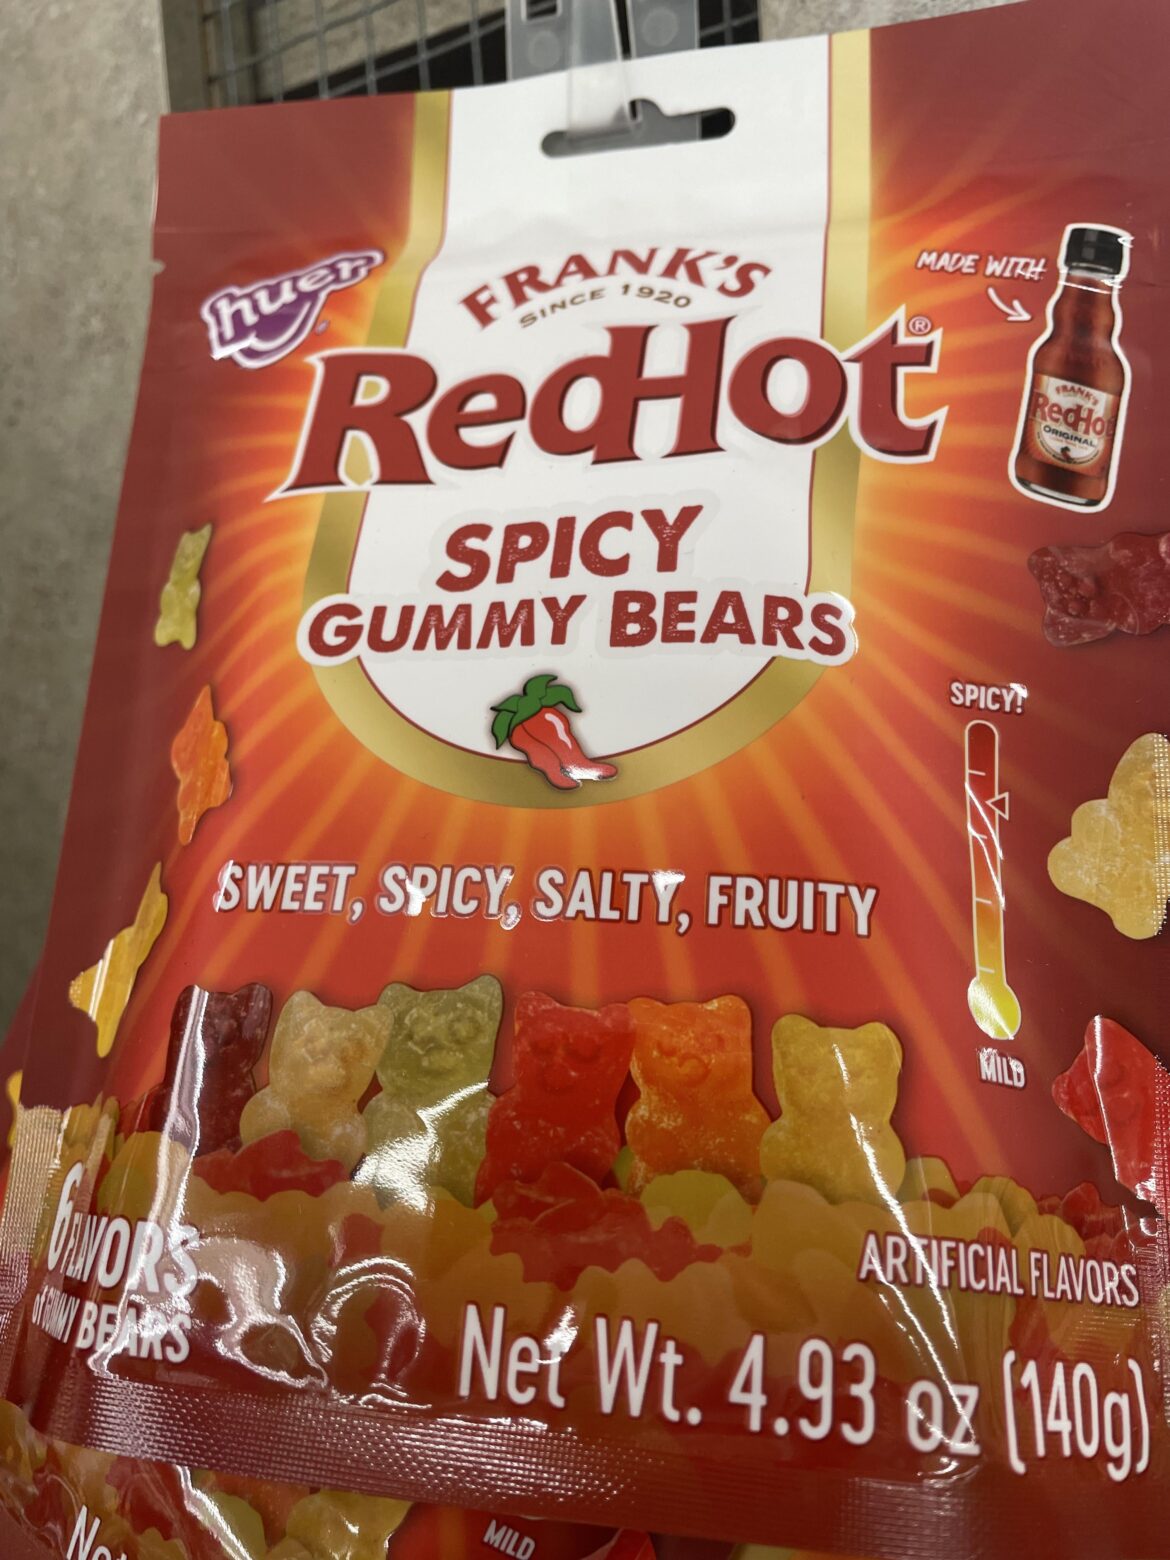 huer
FRANK'S
SINCE 1920
RedHot®
SPICY
GUMMY BEARS
MADE WITH
FRANK'S
RedHot
ORIGINAL
SPICY!
MILD
SWEET, SPICY, SALTY, FRUITY
6 FLAVORS
of GUMMY BEARS
ARTIFICIAL FLAVORS
Net Wt. 4.93 oz (140g)
MILD